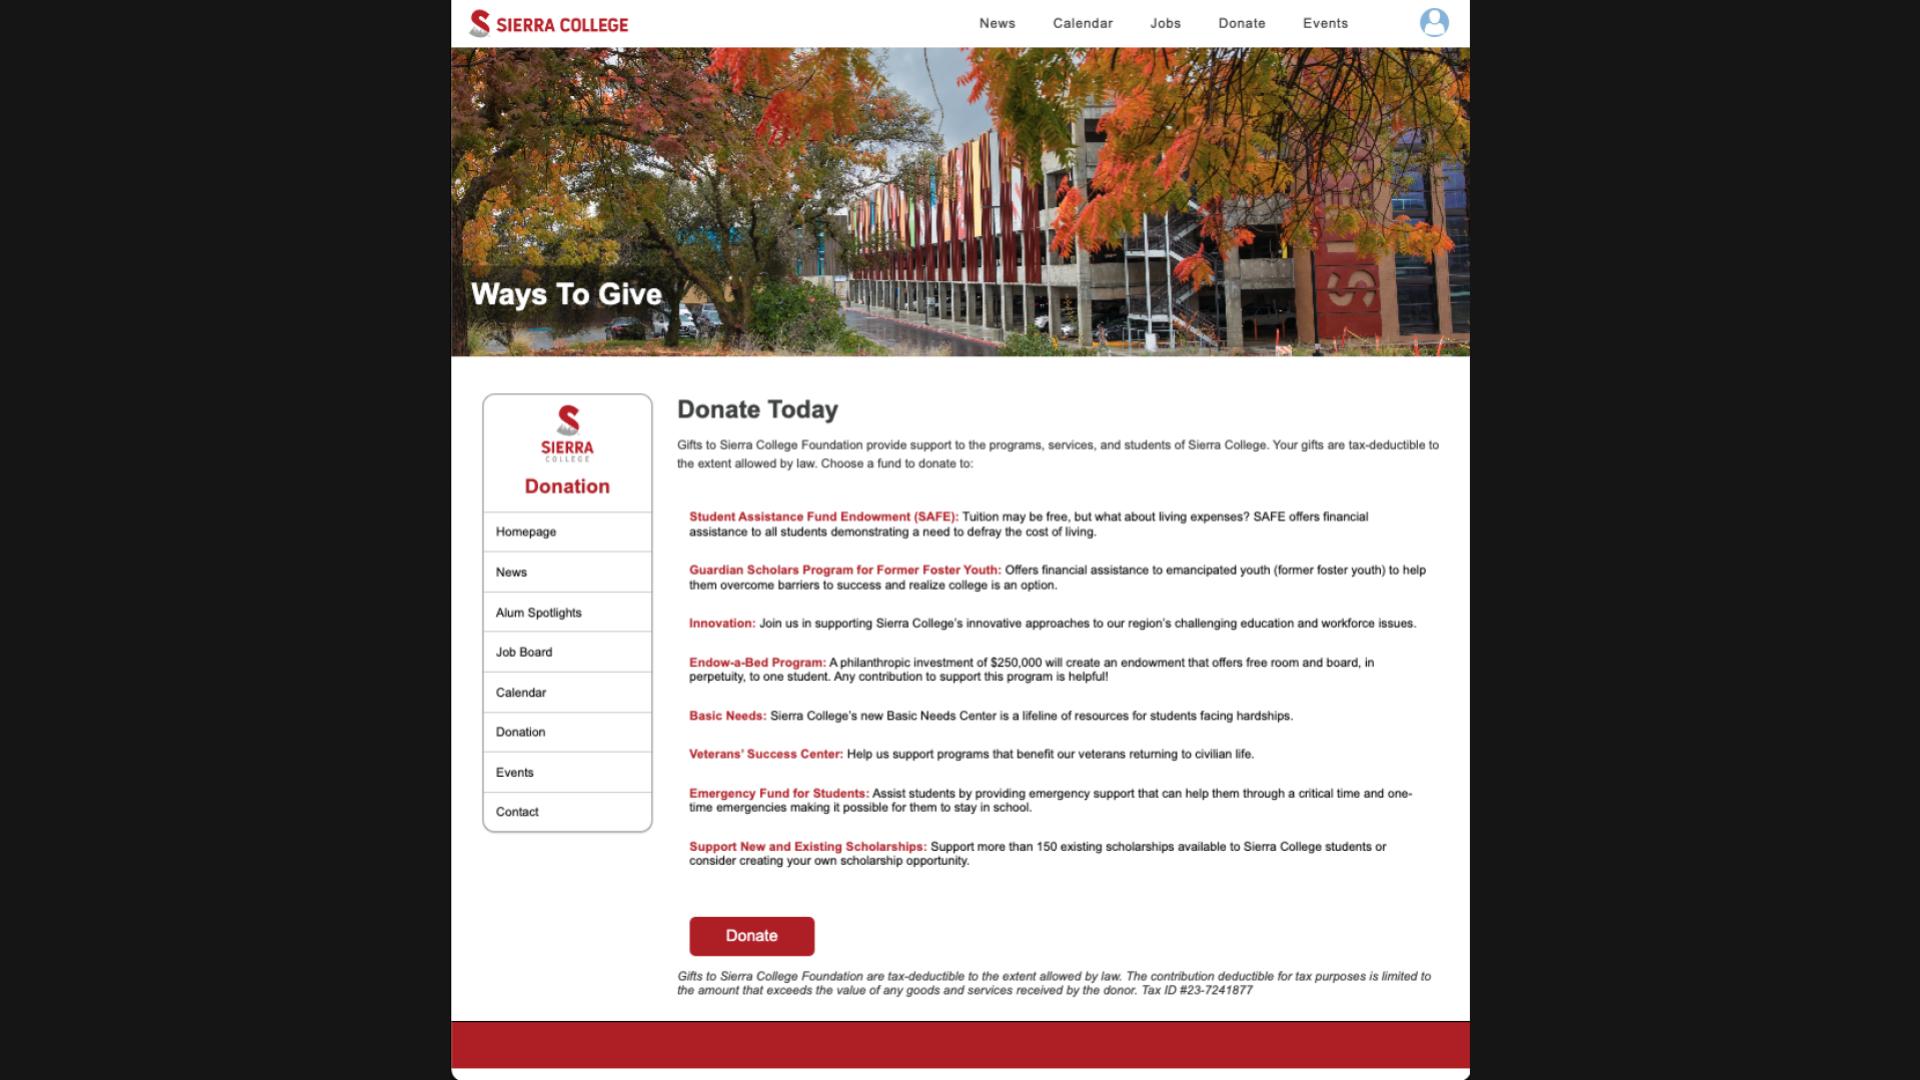 SIERRA COLLEGE
News Calendar Jobs Donate Events
Ways To Give
SIERRA
COLLEGE
Donation
Homepage
News
Alum Spotlights
Job Board
Calendar
Donation
Events
Contact
Donate Today
Gifts to Sierra College Foundation provide support to the programs, services, and students of Sierra College. Your gifts are tax-deductible to
the extent allowed by law. Choose a fund to donate to:
Student Assistance Fund Endowment (SAFE): Tuition may be free, but what about living expenses? SAFE offers financial
assistance to all students demonstrating a need to defray the cost of living.
Guardian Scholars Program for Former Foster Youth: Offers financial assistance to emancipated youth (former foster youth) to help
them overcome barriers to success and realize college is an option.
Innovation: Join us in supporting Sierra College's innovative approaches to our region's challenging education and workforce issues.
Endow-a-Bed Program: A philanthropic investment of $250,000 will create an endowment that offers free room and board, in
perpetuity, to one student. Any contribution to support this program is helpful!
Basic Needs: Sierra College's new Basic Needs Center is a lifeline of resources for students facing hardships.
Veterans' Success Center: Help us support programs that benefit our veterans returning to civilian life.
Emergency Fund for Students: Assist students by providing emergency support that can help them through a critical time and one-
time emergencies making it possible for them to stay in school.
Support New and Existing Scholarships: Support more than 150 existing scholarships available to Sierra College students or
consider creating your own scholarship opportunity.
Donate
Gifts to Sierra College Foundation are tax-deductible to the extent allowed by law. The contribution deductible for tax purposes is limited to
the amount that exceeds the value of any goods and services received by the donor. Tax ID #23-7241877